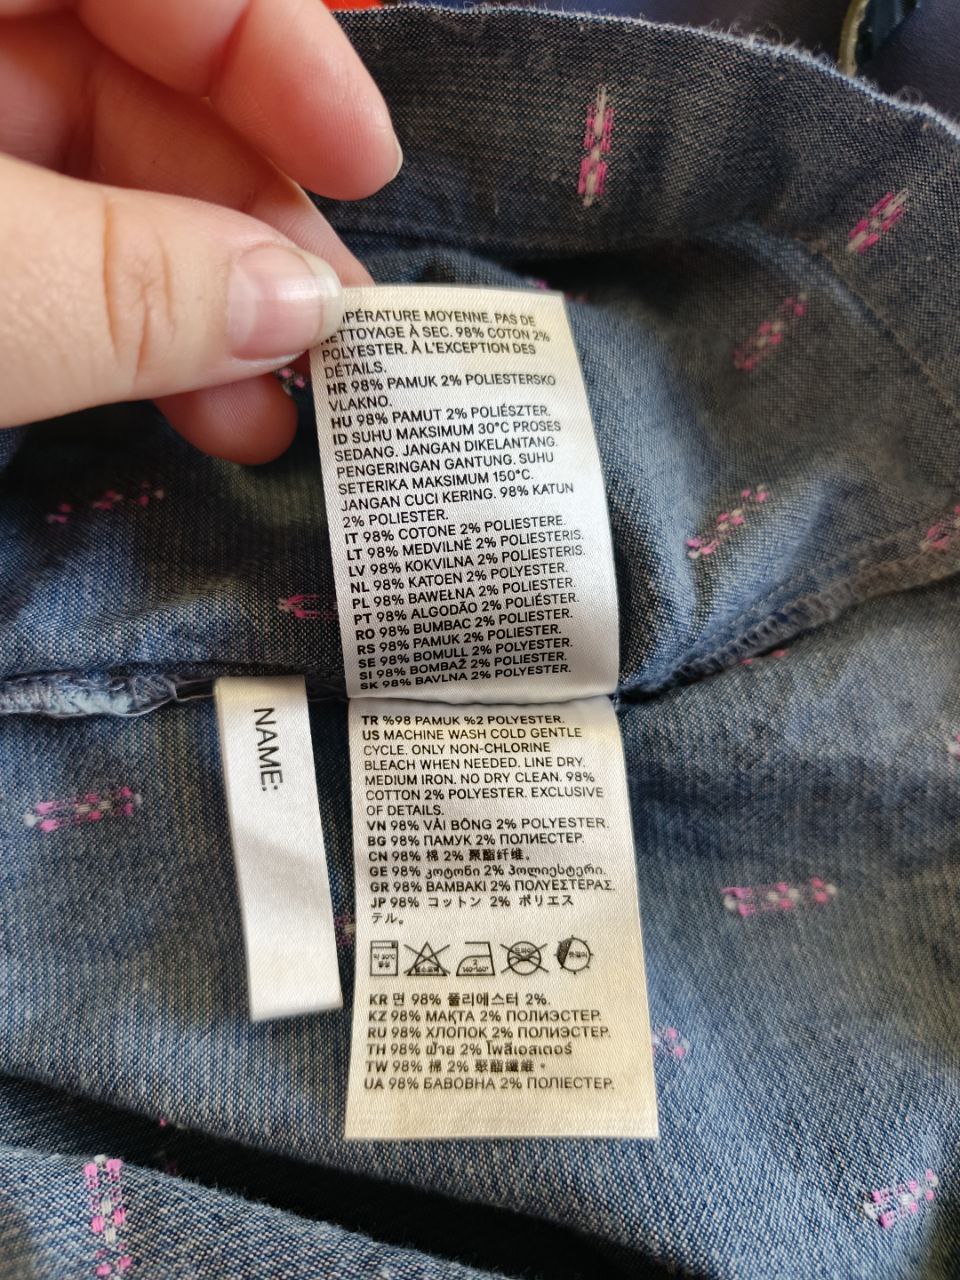 MPÉRATURE MOYENNE. PAS DE
NETTOYAGE À SEC. 98% COTON 2%
POLYESTER. À L'EXCEPTION DES
DÉTAILS.
HR 98% PAMUK 2% POLIESTERSKO
VLAKNO.
HU 98% PAMUT 2% POLIÉSZTER.
ID SUHU MAKSIMUM 30°C PROSES
SEDANG. JANGAN DIKELANTANG.
PENGERINGAN GANTUNG. SUHU
SETERIKA MAKSIMUM 150°C.
JANGAN CUCI KERING. 98% KATUN
2% POLIESTER.
IT 98% COTONE 2% POLIESTERE.
LT 98% MEDVILNĖ 2% POLIESTERIS.
LV 98% KOKVILNA 2% POLIESTERIS.
NL 98% KATOEN 2% POLYESTER.
PL 98% BAWEŁNA 2% POLIESTER.
PT 98% ALGODÃO 2% POLIÉSTER.
RO 98% BUMBAC 2% POLIESTER.
RS 98% PAMUK 2% POLIESTER.
SE 98% BOMULL 2% POLYESTER.
SI 98% BOMBAŽ 2% POLIESTER.
SK 98% BAVLNA 2% POLYESTER.
NAME:
TR %98 PAMUK %2 POLYESTER.
US MACHINE WASH COLD GENTLE
CYCLE. ONLY NON-CHLORINE
BLEACH WHEN NEEDED. LINE DRY.
MEDIUM IRON. NO DRY CLEAN. 98%
COTTON 2% POLYESTER. EXCLUSIVE
OF DETAILS.
VN 98% VẢI BÔNG 2% POLYESTER.
BG 98% ПАМУК 2% ПОЛИЕСТЕР.
CN 98% 棉 2% 聚酯纤维。
GE 98% კოტონი 2% პოლიესტერი.
GR 98% ΒΑΜΒΑΚΙ 2% ΠΟΛΥΕΣΤΕΡΑΣ.
JP 98% コットン 2% ポリエス
テル。
약 30℃
중성
2
140-160°
KR 면 98% 폴리에스터 2%.
KZ 98% МАҚТА 2% ПОЛИЭСТЕР.
RU 98% ХЛОПОК 2% ПОЛИЭСТЕР.
TH 98% ฝ้าย 2% โพลีเอสเตอร์
TW 98% 棉 2% 聚酯纖維。
UA 98% БАВОВНА 2% ПОЛІЕСТЕР.